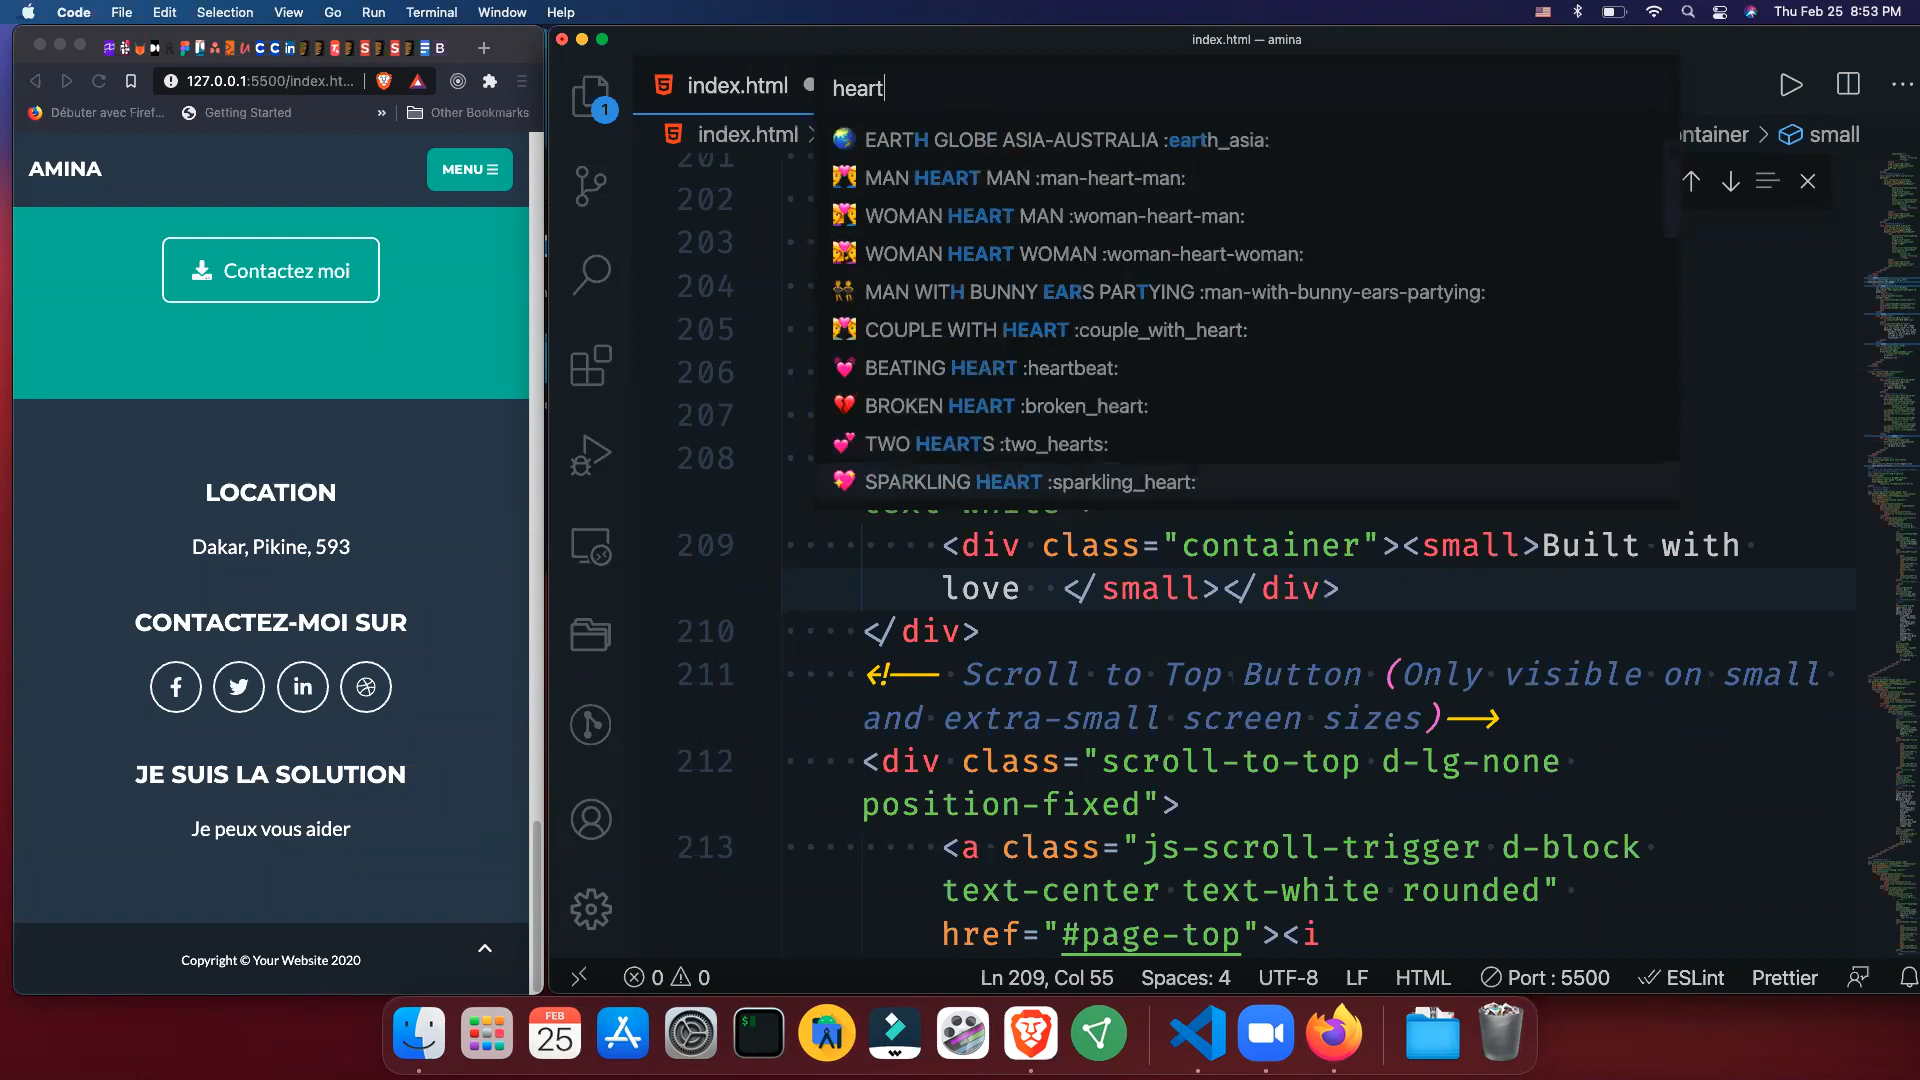 Code File Edit Selection View Go Run Terminal Window Help
Thu Feb 25 8:53 PM
127.0.0.1:5500/index.ht...
Débutер avec Firef...
Getting Started
»
Other Bookmarks
AMINA
MENU
Contactez moi
LOCATION
Dakar, Pikine, 593
CONTACTEZ-MOI SUR
JE SUIS LA SOLUTION
Je peux vous aider
Copyright © Your Website 2020
index.html — amina
1
index.html
heart
index.html >
ontainer > small
EARTH GLOBE ASIA-AUSTRALIA :earth_asia:
MAN HEART MAN :man-heart-man:
WOMAN HEART MAN :woman-heart-man:
WOMAN HEART WOMAN :woman-heart-woman:
MAN WITH BUNNY EARS PARTYING :man-with-bunny-ears-partying:
COUPLE WITH HEART :couple_with_heart:
BEATING HEART :heartbeat:
BROKEN HEART :broken_heart:
TWO HEARTS :two_hearts:
SPARKLING HEART :sparkling_heart:
201
202
203
204
205
206
207
208
text-white
209 <div class="container"><small>Built with
love </small></div>
210 </div>
211 <!-- Scroll to Top Button (Only visible on small
and extra-small screen sizes)-->
212 <div class="scroll-to-top d-lg-none
position-fixed">
213 <a class="js-scroll-trigger d-block
text-center text-white rounded"
href="#page-top"><i
0 0 Ln 209, Col 55 Spaces: 4 UTF-8 LF HTML Port : 5500 ESLint Prettier
FEB
25